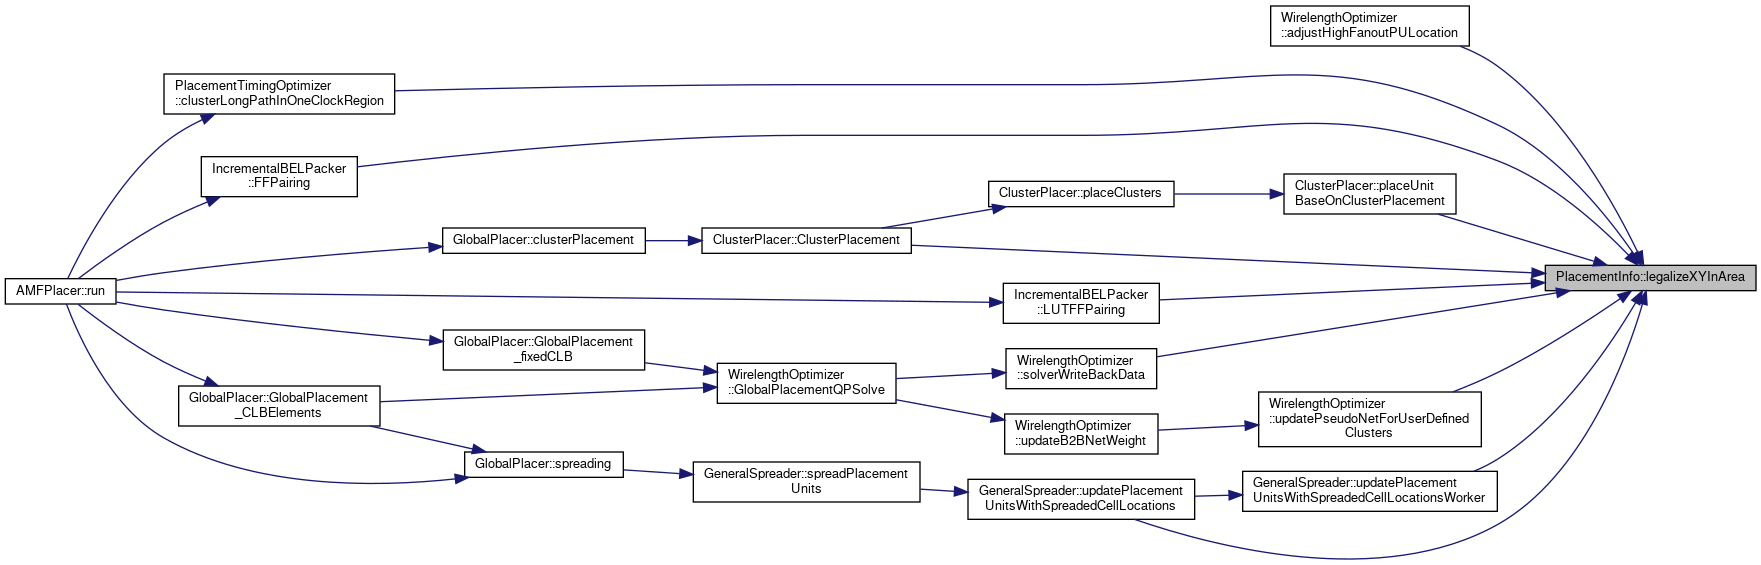 WirelengthOptimizer
::adjustHighFanoutPULocation
PlacementTimingOptimizer
::clusterLongPathInOneClockRegion
IncrementalBELPacker
::FFPairing
ClusterPlacer::placeClusters
ClusterPlacer::placeUnit
BaseOnClusterPlacement
GlobalPlacer::clusterPlacement
ClusterPlacer::ClusterPlacement
PlacementInfo::legalizeXYInArea
AMFPlacer::run
IncrementalBELPacker
::LUTFFPairing
GlobalPlacer::GlobalPlacement
_fixedCLB
WirelengthOptimizer
::solverWriteBackData
WirelengthOptimizer
::GlobalPlacementQPSolve
GlobalPlacer::GlobalPlacement
_CLBElements
WirelengthOptimizer
::updatePseudoNetForUserDefined
Clusters
WirelengthOptimizer
::updateB2BNetWeight
GlobalPlacer::spreading
GeneralSpreader::spreadPlacement
Units
GeneralSpreader::updatePlacement
UnitsWithSpreadedCellLocations
GeneralSpreader::updatePlacement
UnitsWithSpreadedCellLocationsWorker